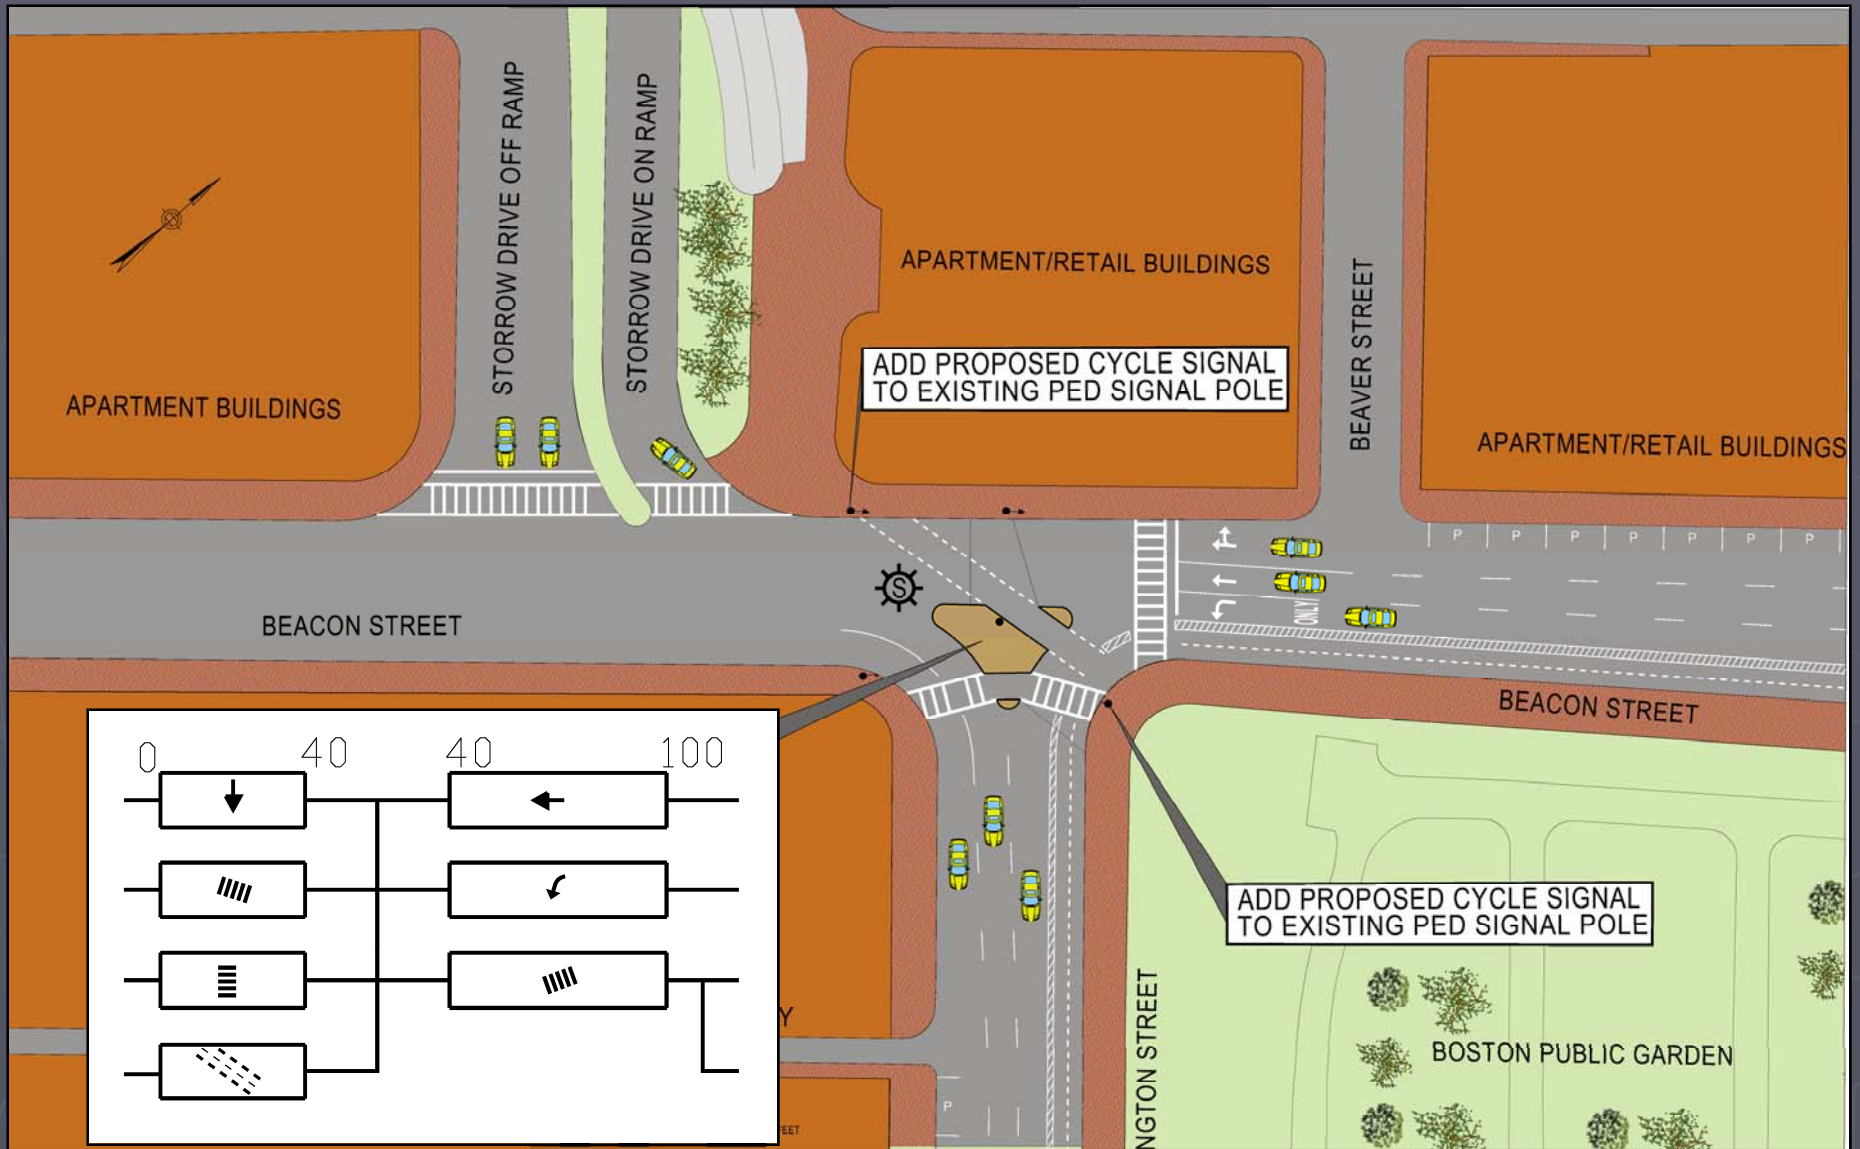 STORROW DRIVE OFF RAMP
STORROW DRIVE ON RAMP
APARTMENT/RETAIL BUILDINGS
BEAVER STREET
ADD PROPOSED CYCLE SIGNAL
TO EXISTING PED SIGNAL POLE
APARTMENT BUILDINGS
APARTMENT/RETAIL BUILDINGS
P P P P P P P
S
ONLY
BEACON STREET
BEACON STREET
0 40 40 100
ADD PROPOSED CYCLE SIGNAL
TO EXISTING PED SIGNAL POLE
Y
NGTON STREET
BOSTON PUBLIC GARDEN
P
EET